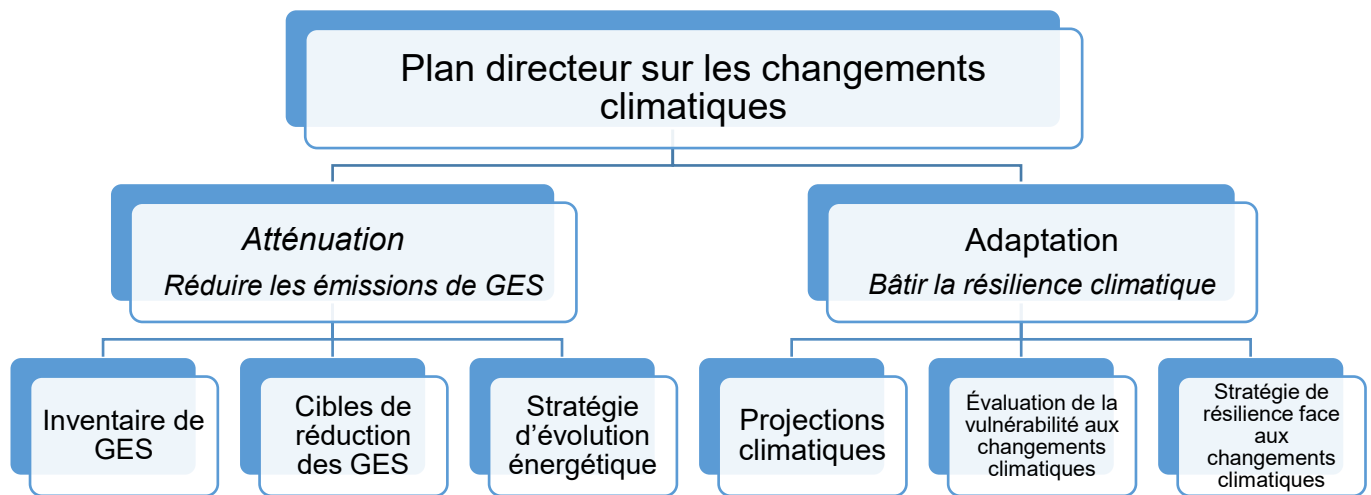 Plan directeur sur les changements
climatiques
Atténuation
Réduire les émissions de GES
Adaptation
Bâtir la résilience climatique
Inventaire de
GES
Cibles de
réduction
des GES
Stratégie
d’évolution
énergétique
Projections
climatiques
Évaluation de la
vulnérabilité aux
changements
climatiques
Stratégie de
résilience face
aux
changements
climatiques